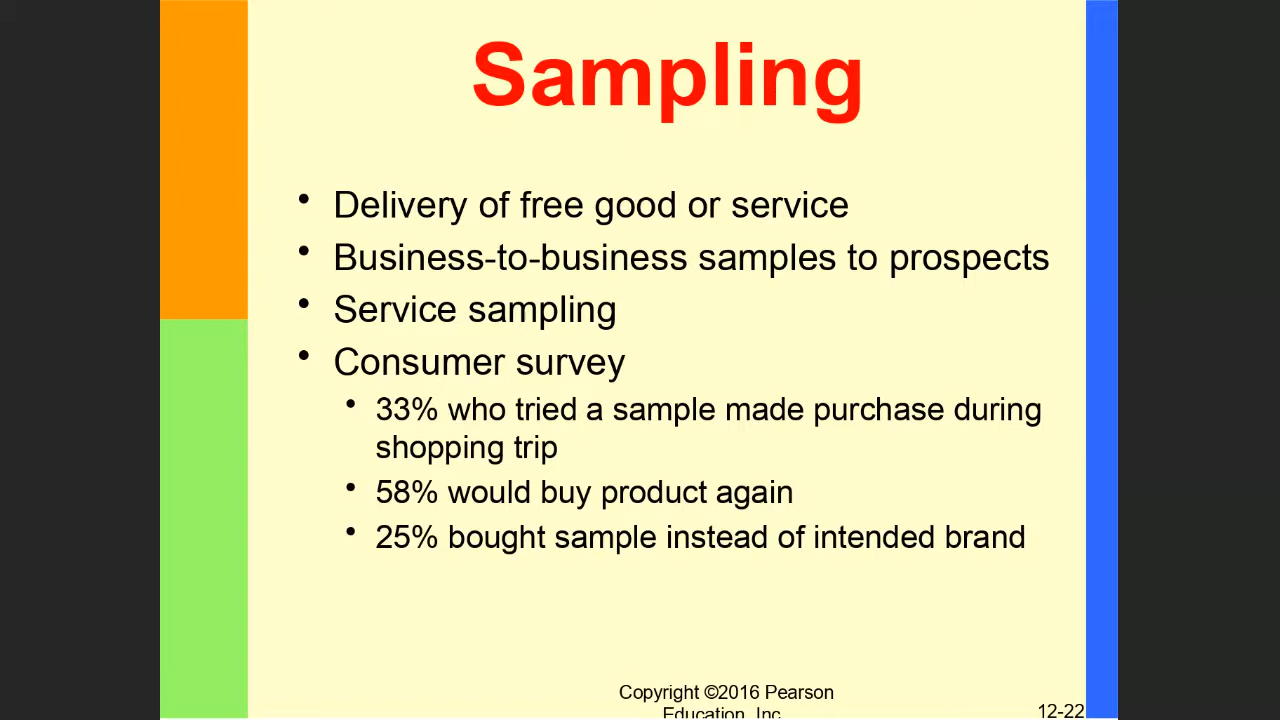 Sampling
• Delivery of free good or service
• Business-to-business samples to prospects
• Service sampling
• Consumer survey
• 33% who tried a sample made purchase during
shopping trip
• 58% would buy product again
• 25% bought sample instead of intended brand
Copyright ©2016 Pearson
Education, Inc
12-22